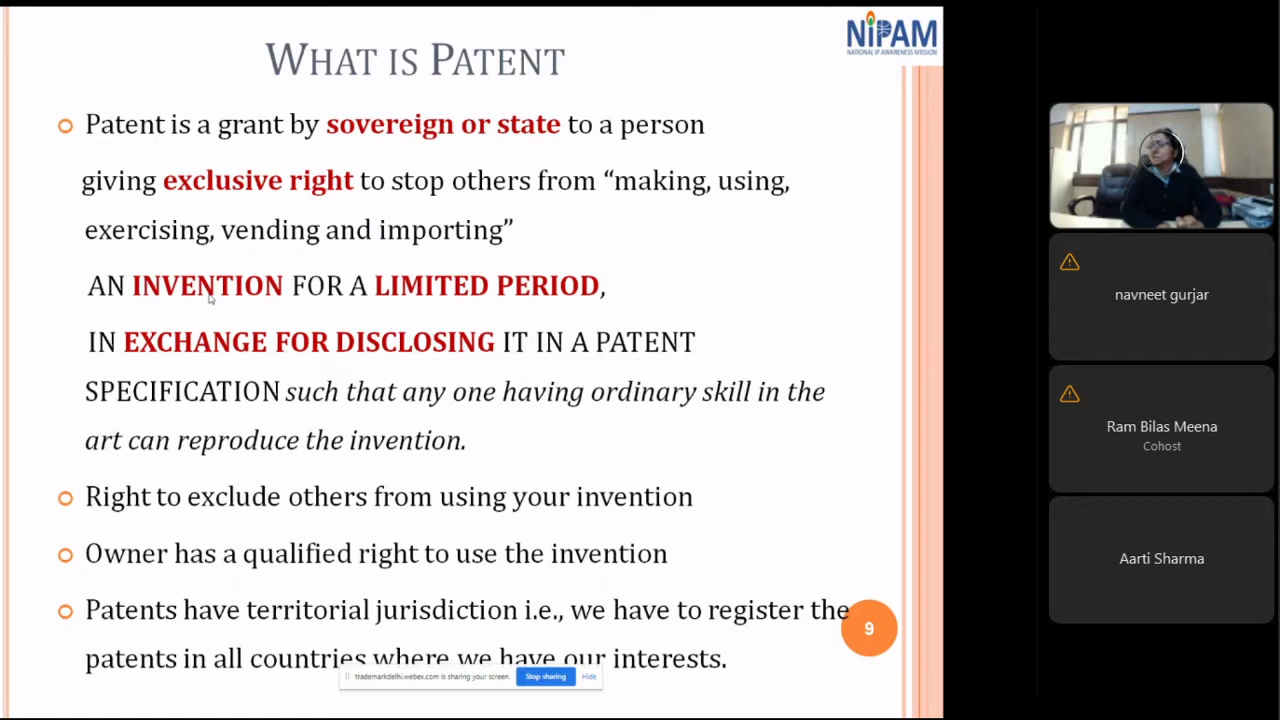 WHAT IS PATENT
NIPAM
NATIONAL IP AWARENESS MISSION
Patent is a grant by sovereign or state to a person
giving exclusive right to stop others from “making, using,
exercising, vending and importing”
AN INVENTION FOR A LIMITED PERIOD,
IN EXCHANGE FOR DISCLOSING IT IN A PATENT
SPECIFICATION such that any one having ordinary skill in the
art can reproduce the invention.
Right to exclude others from using your invention
Owner has a qualified right to use the invention
Patents have territorial jurisdiction i.e., we have to register the
patents in all countries where we have our interests.
9
trademarkdelhi.webex.com is sharing your screen.
Stop sharing
Hide
navneet gurjar
Ram Bilas Meena
Cohost
Aarti Sharma